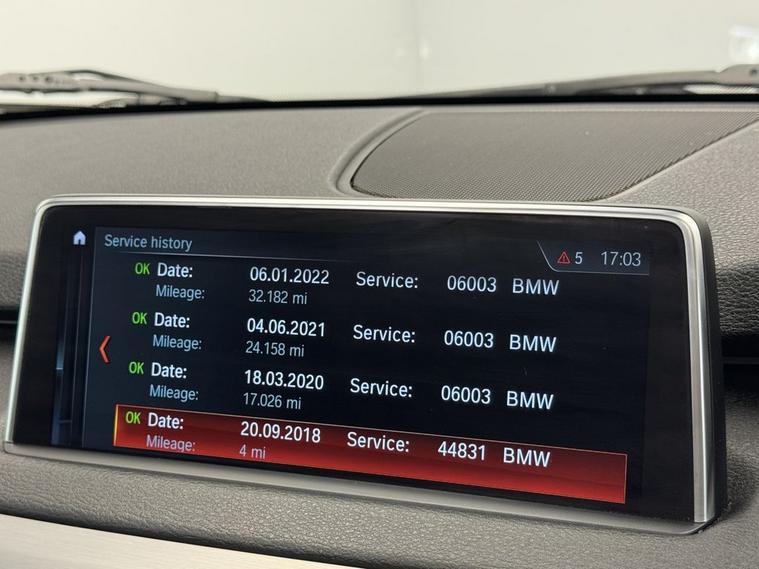 Service history
5 17:03
OK Date: 06.01.2022 Service: 06003 BMW
Mileage: 32.182 mi
OK Date: 04.06.2021 Service: 06003 BMW
Mileage: 24.158 mi
OK Date: 18.03.2020 Service: 06003 BMW
Mileage: 17.026 mi
OK Date: 20.09.2018 Service: 44831 BMW
Mileage: 4 mi